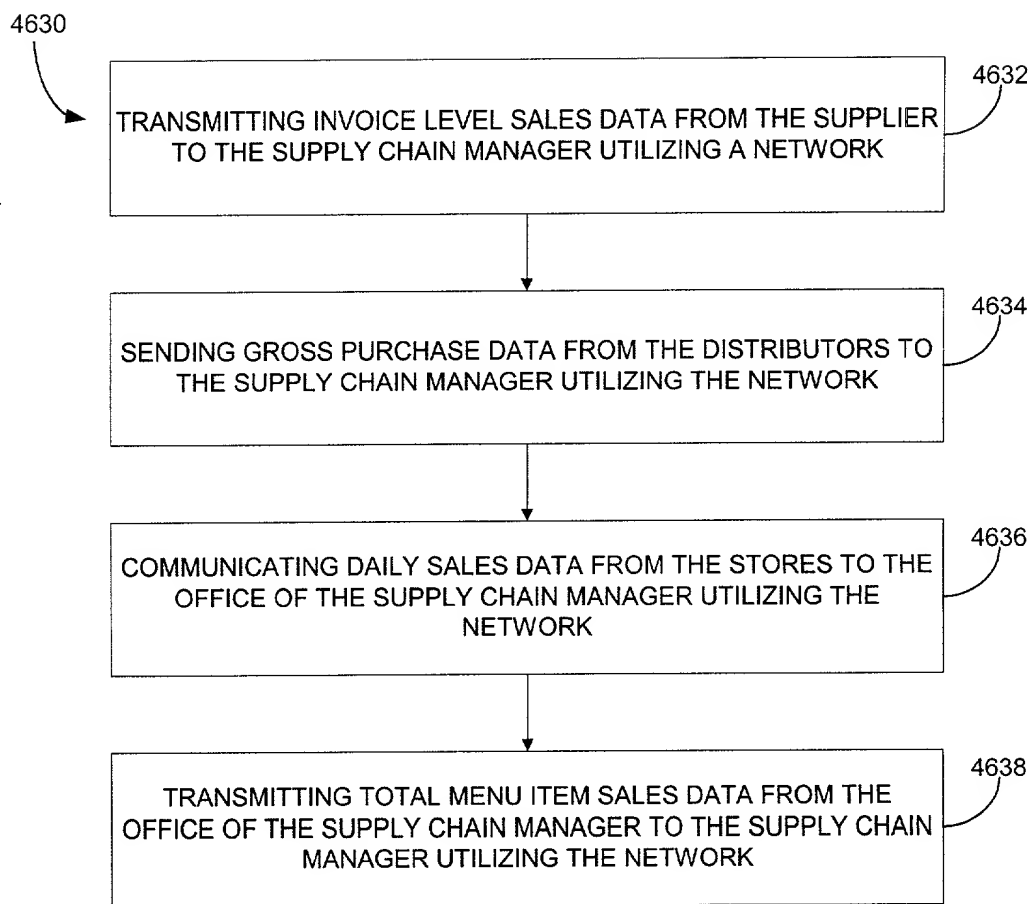 4630
4632
TRANSMITTING INVOICE LEVEL SALES DATA FROM THE SUPPLIER
TO THE SUPPLY CHAIN MANAGER UTILIZING A NETWORK
4634
SENDING GROSS PURCHASE DATA FROM THE DISTRIBUTORS TO
THE SUPPLY CHAIN MANAGER UTILIZING THE NETWORK
4636
COMMUNICATING DAILY SALES DATA FROM THE STORES TO THE
OFFICE OF THE SUPPLY CHAIN MANAGER UTILIZING THE
NETWORK
4638
TRANSMITTING TOTAL MENU ITEM SALES DATA FROM THE
OFFICE OF THE SUPPLY CHAIN MANAGER TO THE SUPPLY CHAIN
MANAGER UTILIZING THE NETWORK